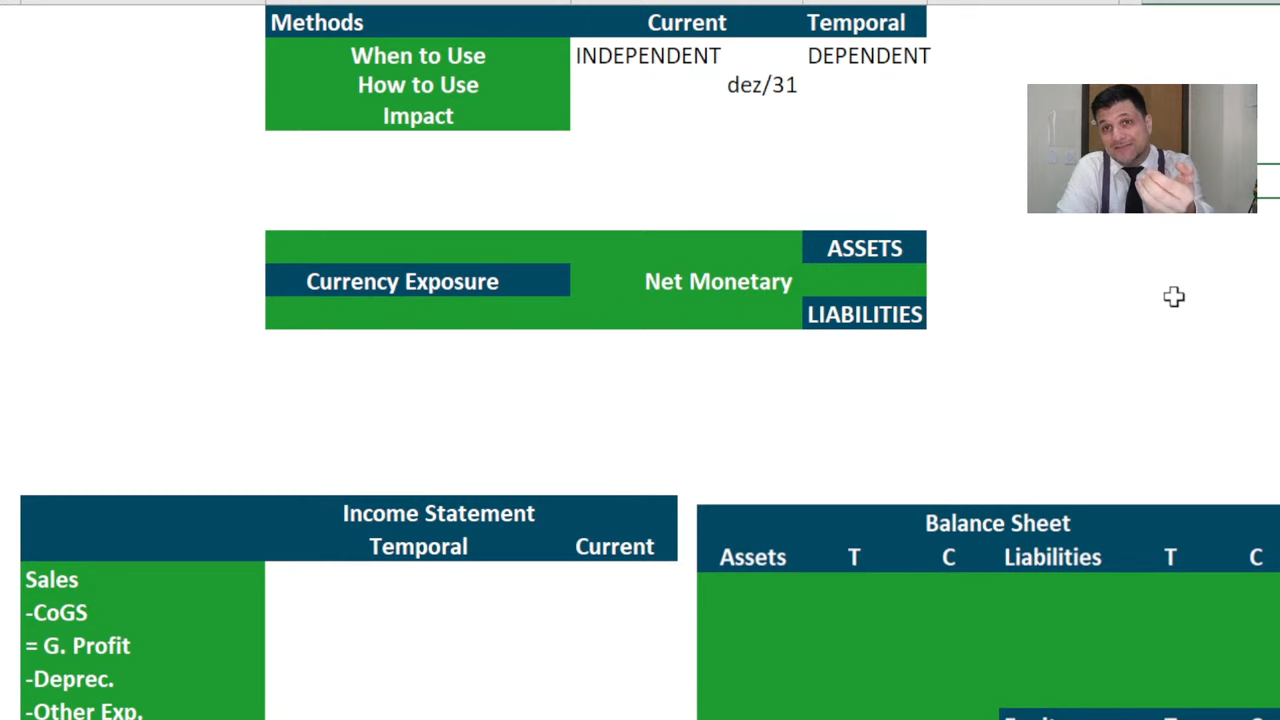 Methods Current Temporal
When to Use INDEPENDENT DEPENDENT
How to Use dez/31
Impact
ASSETS
Currency Exposure Net Monetary
LIABILITIES
Income Statement
Temporal Current
Sales
-CoGS
= G. Profit
-Deprec.
-Other Exp.
Balance Sheet
Assets T C Liabilities T C